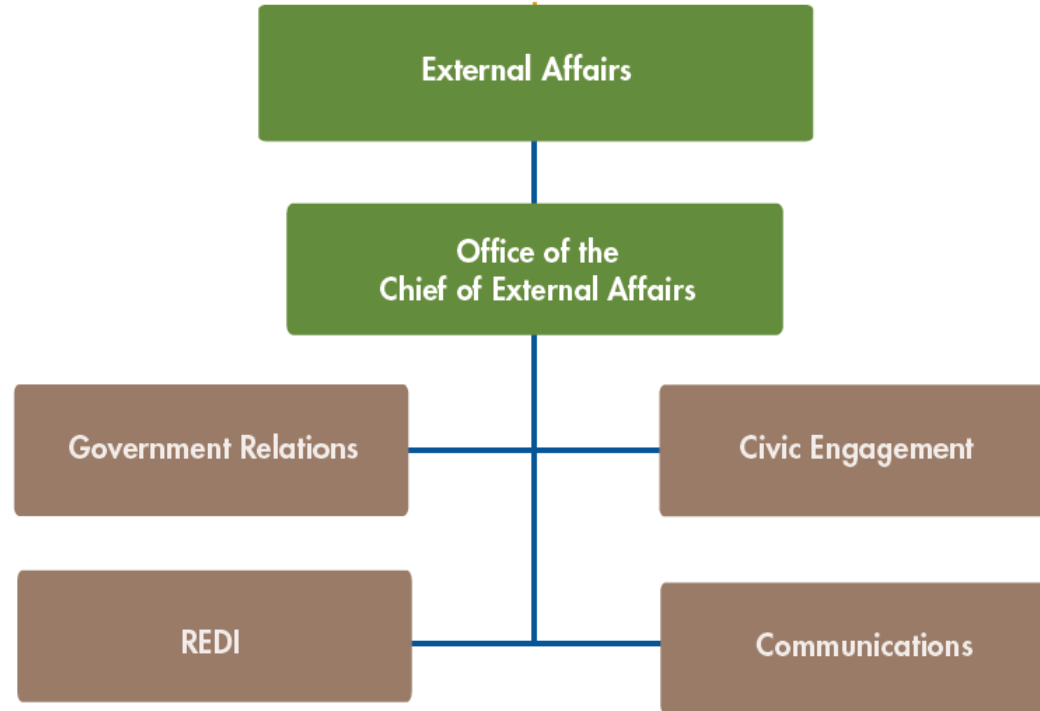 External Affairs
Office of the
Chief of External Affairs
Government Relations
Civic Engagement
REDI
Communications